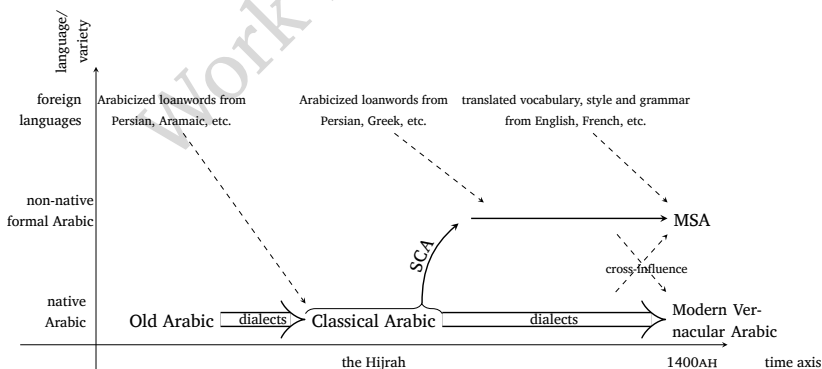 language/
variety
Work
foreign
languages
Arabicized loanwords from
Persian, Aramaic, etc.
Arabicized loanwords from
Persian, Greek, etc.
translated vocabulary, style and grammar
from English, French, etc.
non-native
formal Arabic
MSA
SCA
cross-influence
native
Arabic
Old Arabic
dialects
Classical Arabic
dialects
Modern Ver-
nacular Arabic
the Hijrah
1400AH
time axis